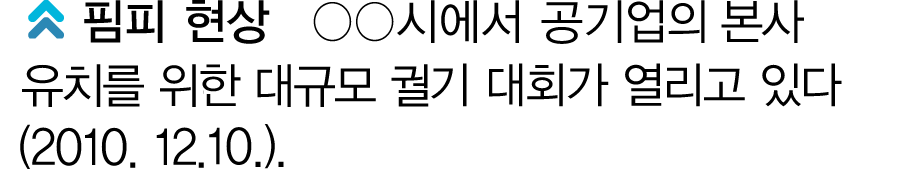 핌피 현상 ○○시에서 공기업의 본사
유치를 위한 대규모 궐기 대회가 열리고 있다
(2010. 12.10.).